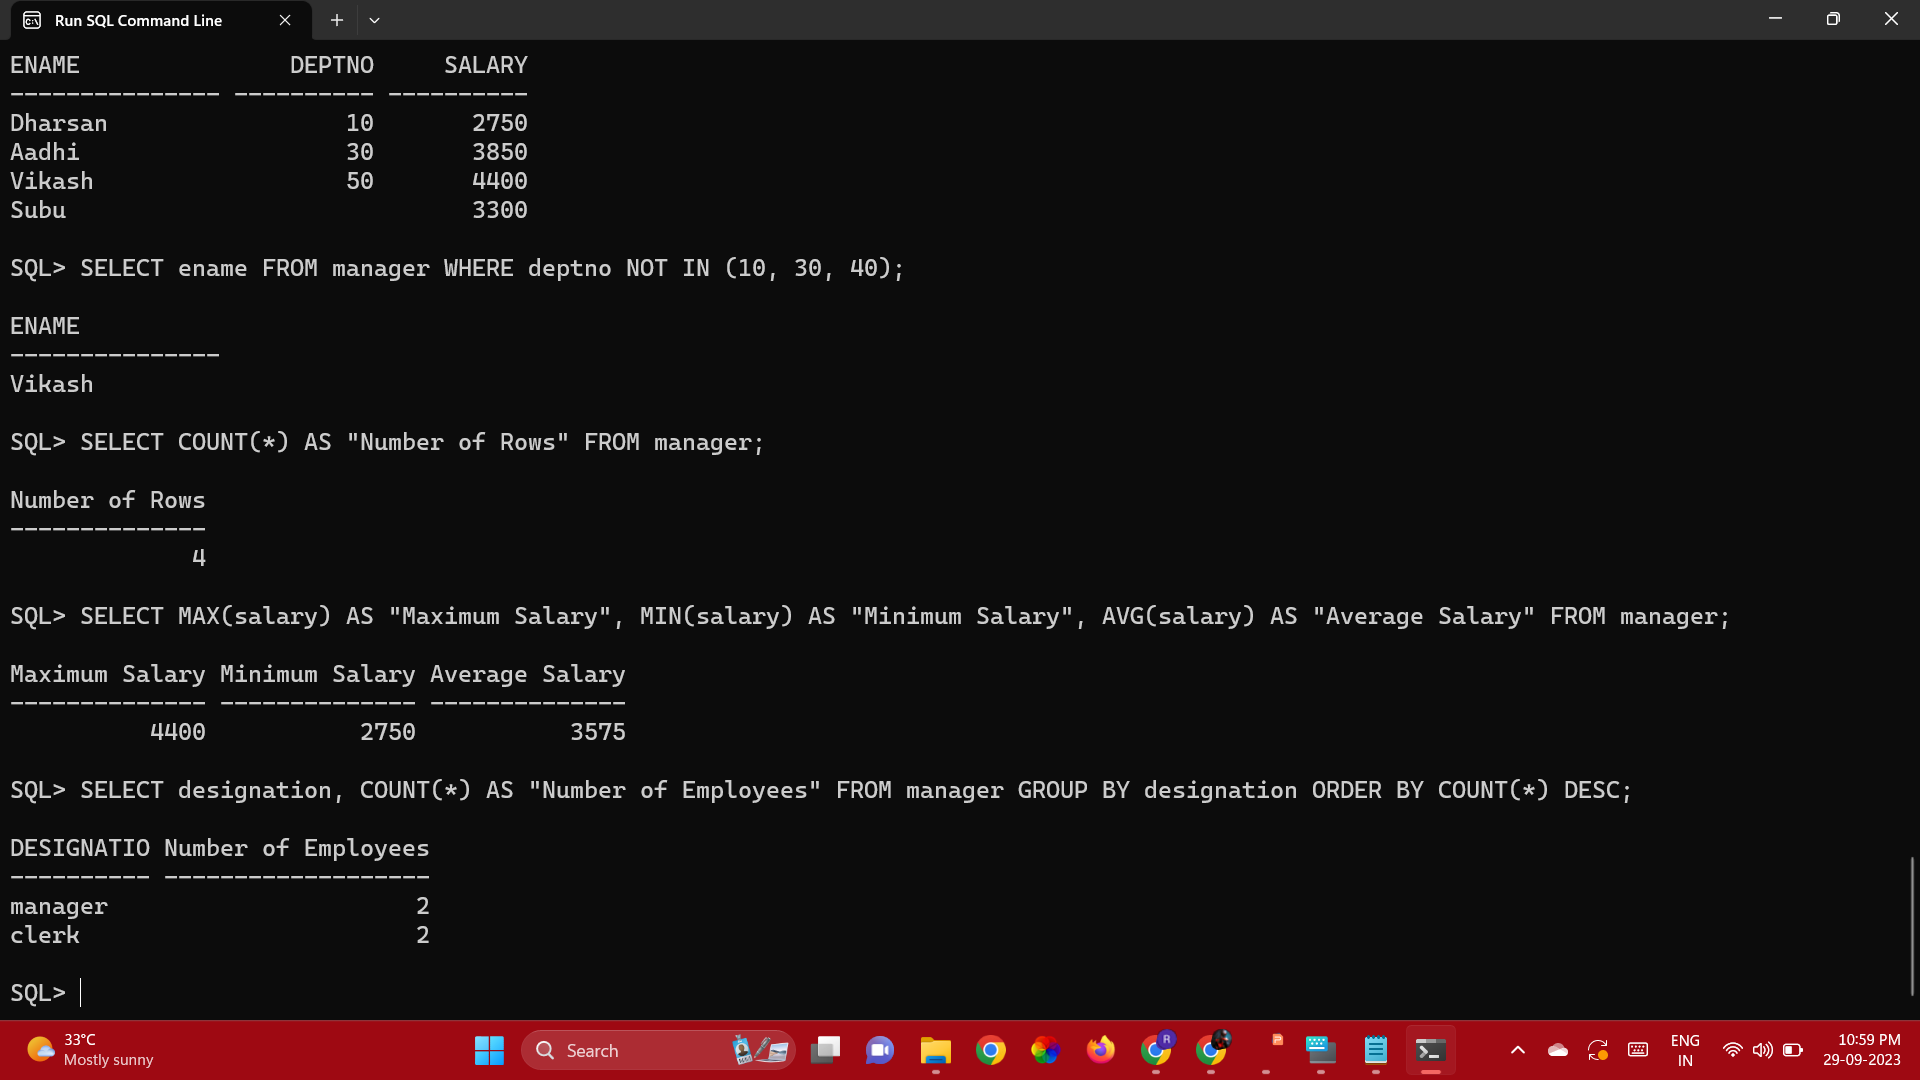 Run SQL Command Line
ENAME               DEPTNO     SALARY
--------------- ---------- ----------
Dharsan                 10       2750
Aadhi                   30       3850
Vikash                  50       4400
Subu                             3300
SQL> SELECT ename FROM manager WHERE deptno NOT IN (10, 30, 40);
ENAME
---------------
Vikash
SQL> SELECT COUNT(*) AS "Number of Rows" FROM manager;
Number of Rows
--------------
             4
SQL> SELECT MAX(salary) AS "Maximum Salary", MIN(salary) AS "Minimum Salary", AVG(salary) AS "Average Salary" FROM manager;
Maximum Salary Minimum Salary Average Salary
-------------- -------------- --------------
          4400           2750           3575
SQL> SELECT designation, COUNT(*) AS "Number of Employees" FROM manager GROUP BY designation ORDER BY COUNT(*) DESC;
DESIGNATIO Number of Employees
---------- -------------------
manager                      2
clerk                        2
SQL>
33°C
Mostly sunny
Search
R
ENG
IN
10:59 PM
29-09-2023